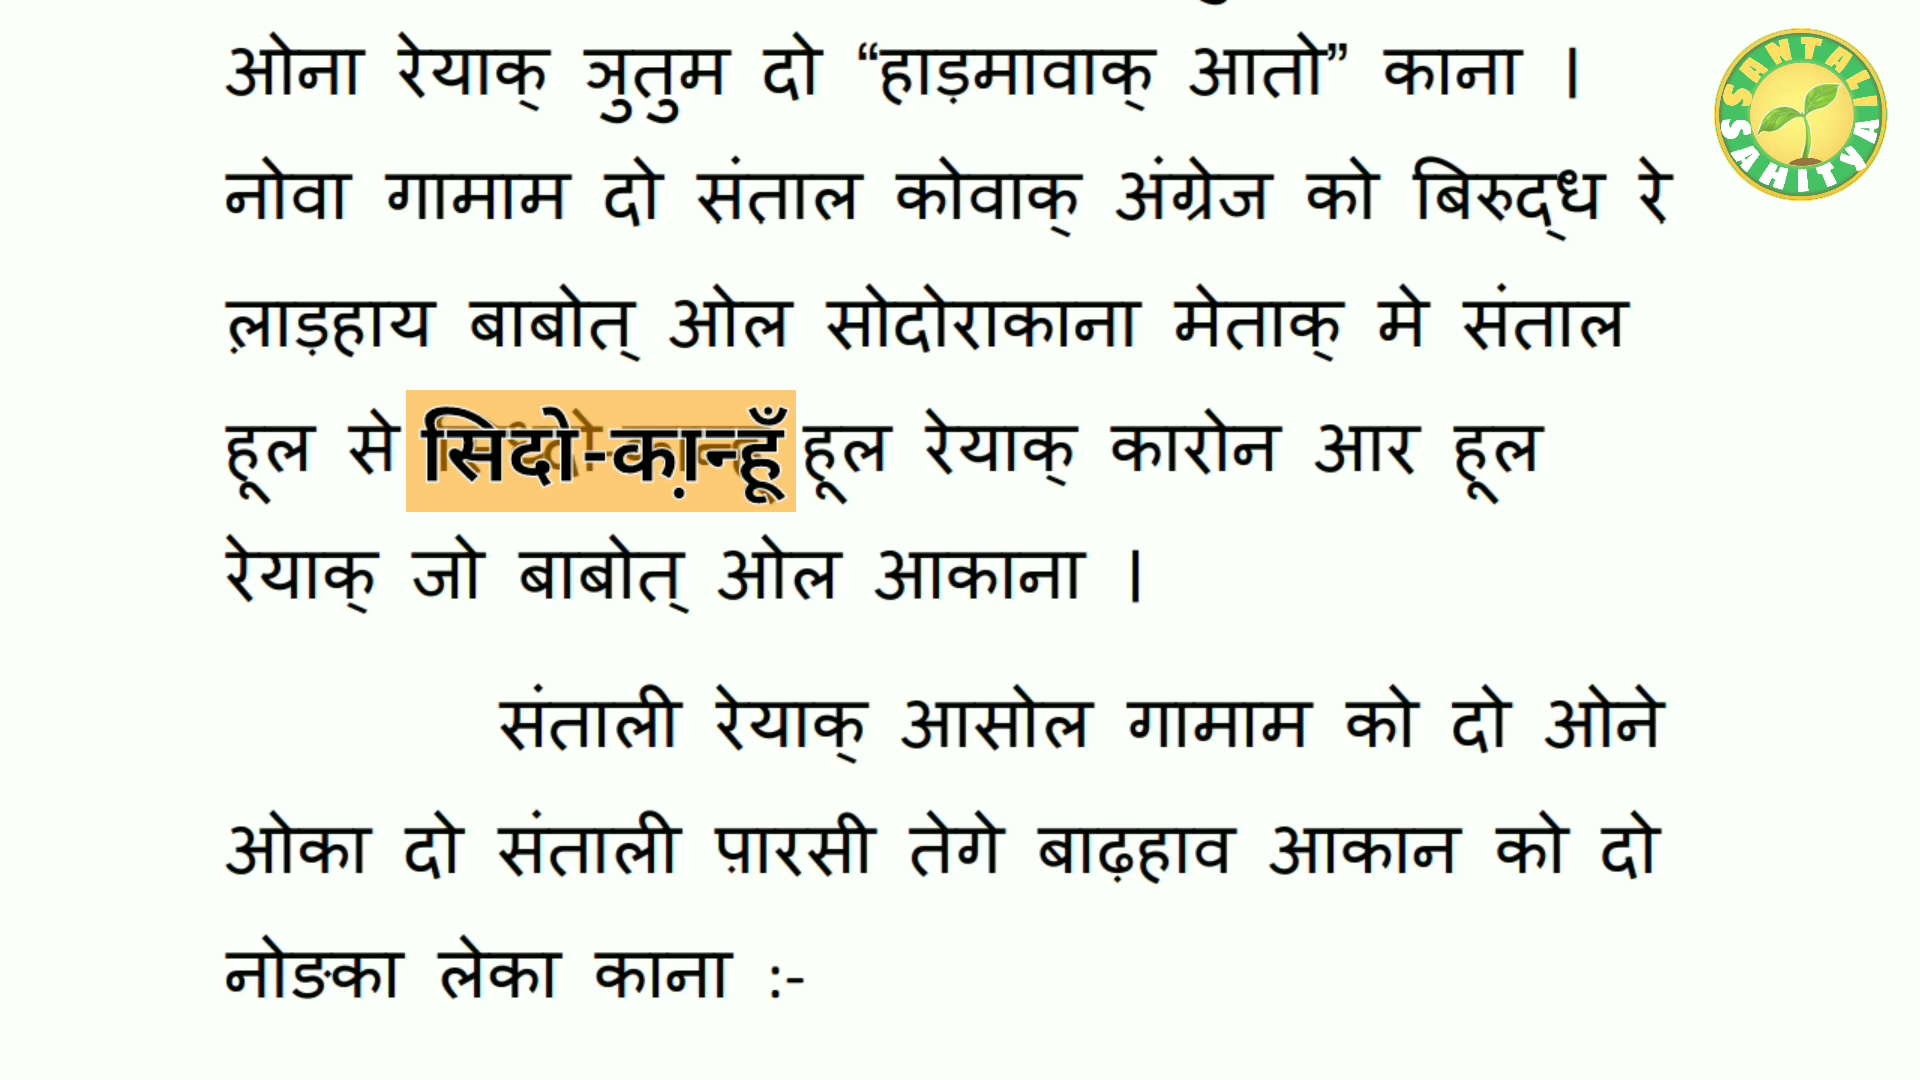 ओना रेयाक् ञुतुम दो “हाड़मावाक् आतो” काना ।
नोवा गामाम दो संताल कोवाक् अंग्रेज को बिरुद्‌ध रे
ल़ाड़हाय बाबोत् ओल सोदोराकाना मेताक् मे संताल
हूल से सिदो-का़न्हूँ हूल रेयाक् कारोन आर हूल
रेयाक् जो बाबोत् ओल आकाना ।
संताली रेयाक् आसोल गामाम को दो ओने
ओका दो संताली प़ारसी तेगे बाढ़हाव आकान को दो
नोङका लेका काना :-
SANTALI
SAHITYA